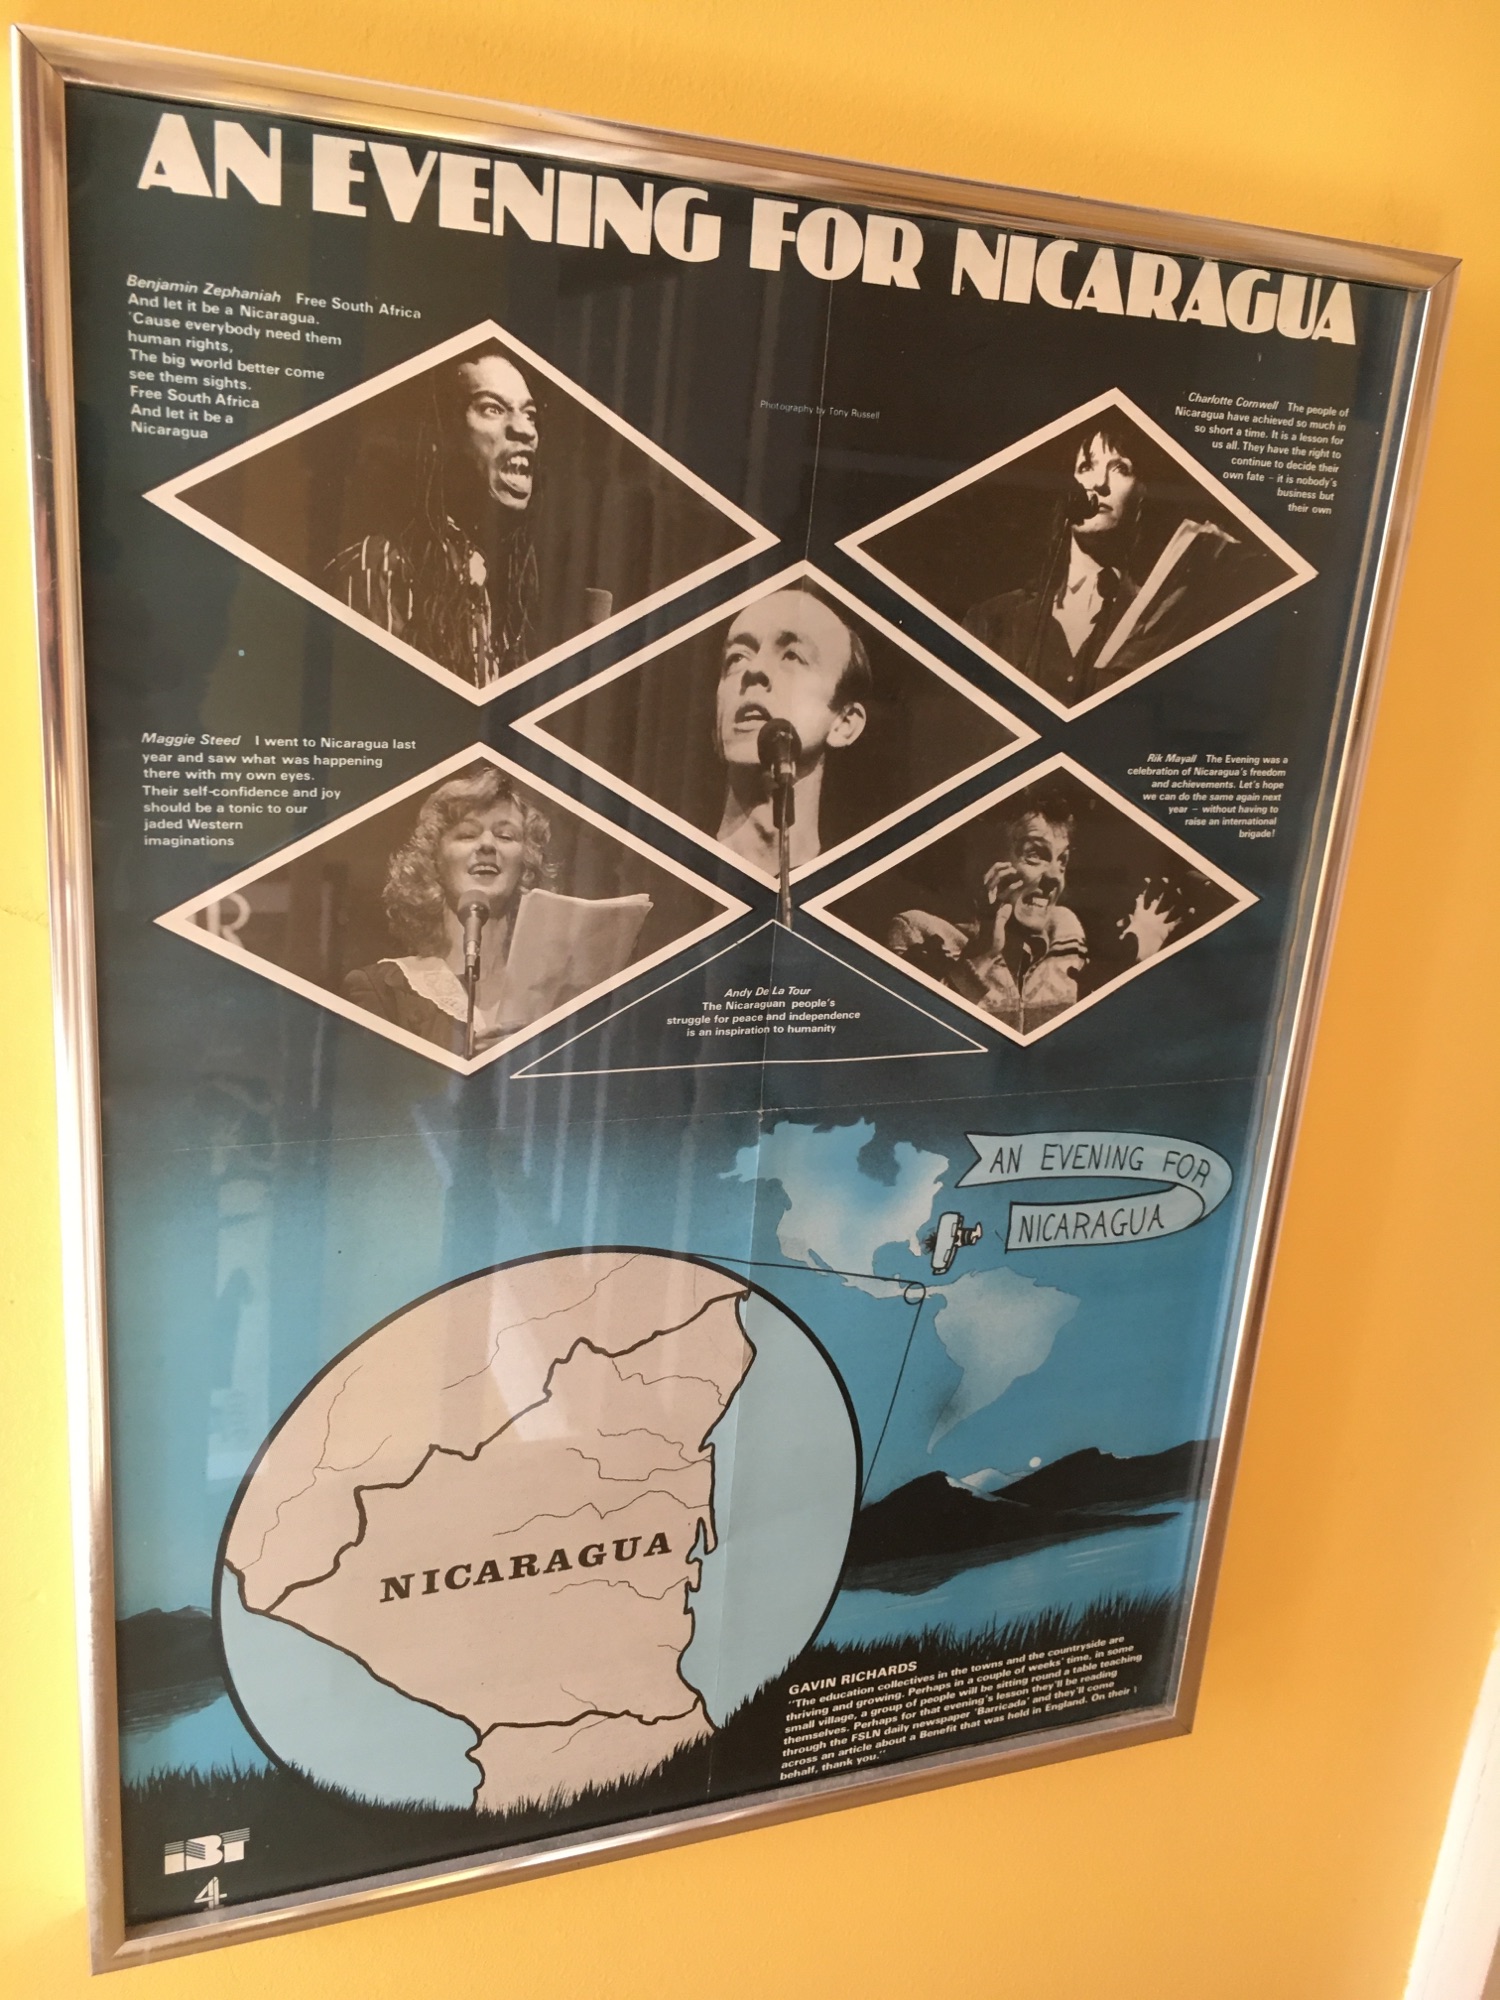 AN EVENING FOR NICARAGUA
Benjamin Zephaniah Free South Africa
And let it be a Nicaragua.
'Cause everybody need them
human rights,
The big world better come
see them sights.
Free South Africa
And let it be a
Nicaragua
Photography by Tony Russell
Charlotte Cornwell The people of
Nicaragua have achieved so much in
so short a time. It is a lesson for
us all. They have the right to
continue to decide their
own fate – it is nobody's
business but
their own
Maggie Steed I went to Nicaragua last
year and saw what was happening
there with my own eyes.
Their self-confidence and joy
should be a tonic to our
jaded Western
imaginations
Rik Mayall The Evening was a
celebration of Nicaragua's freedom
and achievements. Let's hope
we can do the same again next
year – without having to
raise an international
brigade!
R
Andy De La Tour
The Nicaraguan people's
struggle for peace and independence
is an inspiration to humanity
AN EVENING FOR
NICARAGUA
NICARAGUA
GAVIN RICHARDS
"The education collectives in the towns and the countryside are
thriving and growing. Perhaps in a couple of weeks' time, in some
small village, a group of people will be sitting round a table teaching
themselves. Perhaps for that evening's lesson they'll be reading
through the FSLN daily newspaper 'Barricada' and they'll come
across an article about a Benefit that was held in England. On their
behalf, thank you."
IBT
4